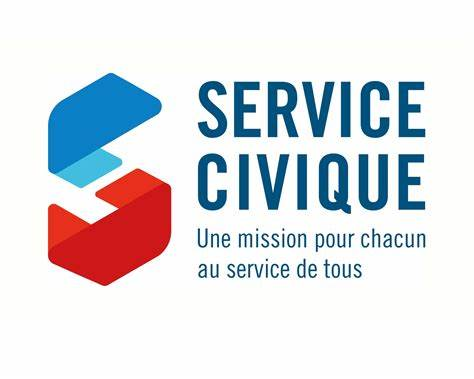 SERVICE
CIVIQUE
Une mission pour chacun
au service de tous